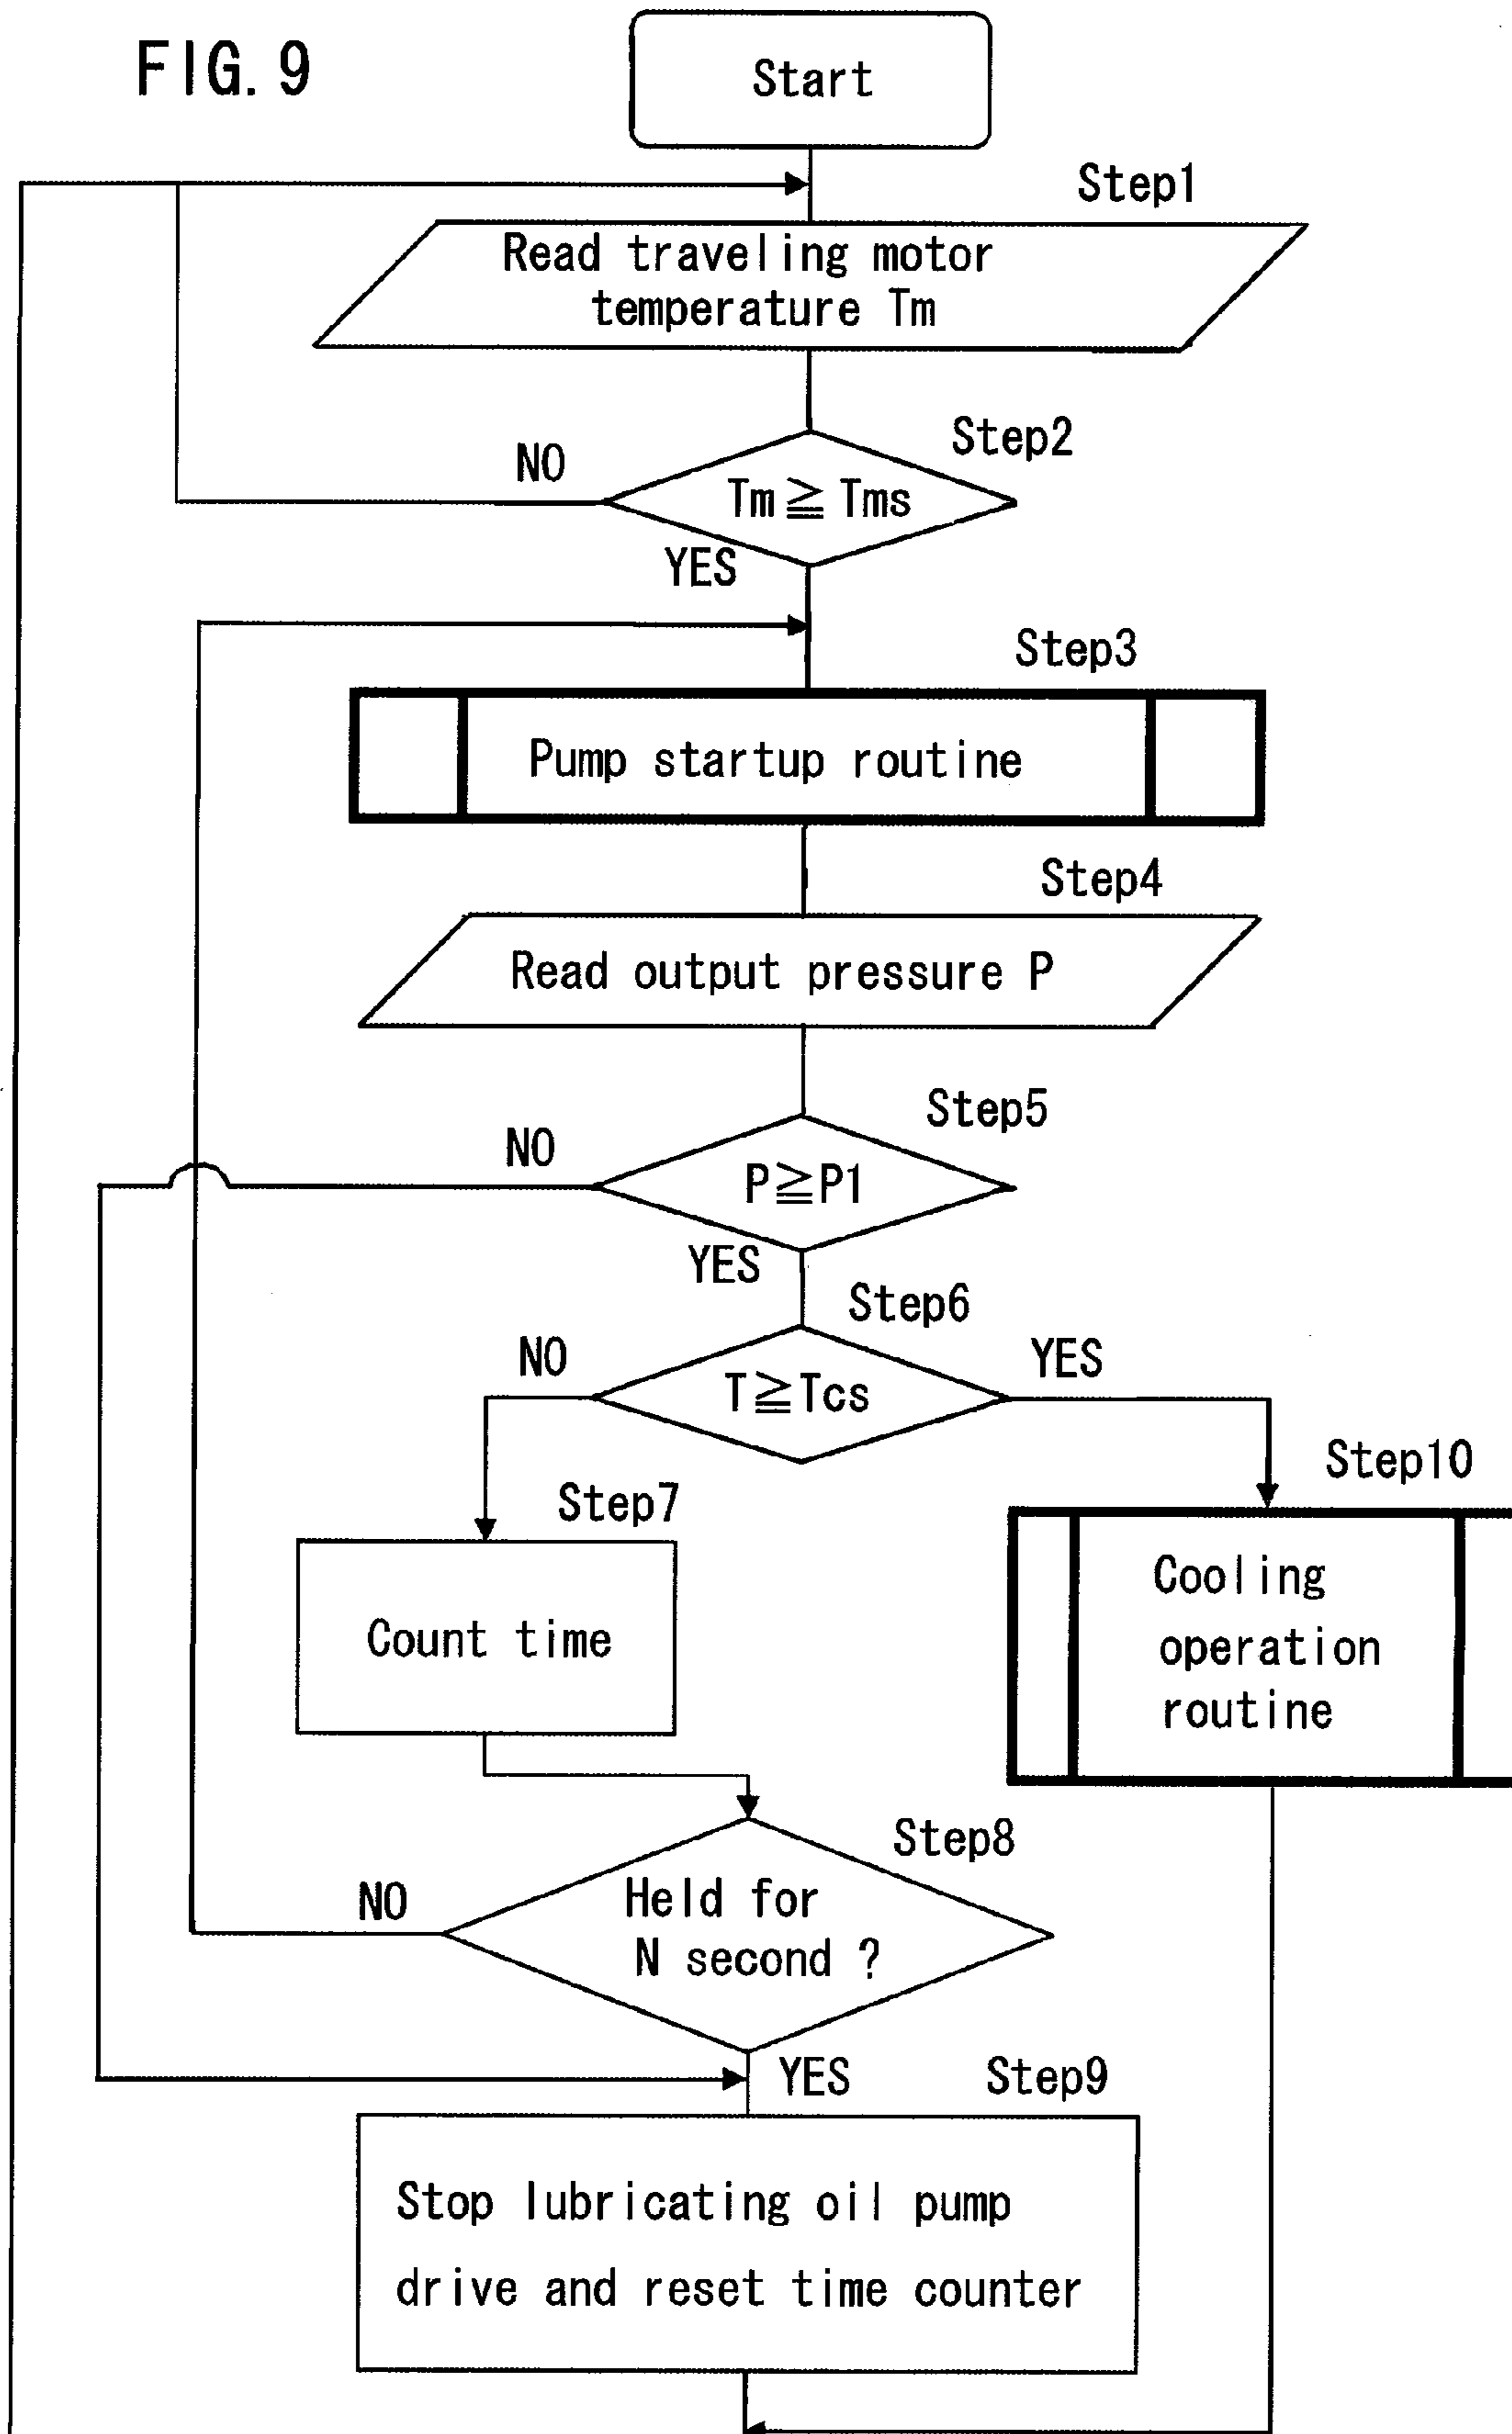 FIG. 9
Start
Step1
Read traveling motor
temperature Tm
Step2
NO
Tm≧Tms
YES
Step3
Pump startup routine
Step4
Read output pressure P
Step5
NO
P≧P1
YES
Step6
NO
YES
T≧Tcs
Step10
Step7
Cooling
operation
routine
Count time
Step8
NO
Held for
N second ?
YES
Step9
Stop lubricating oil pump
drive and reset time counter